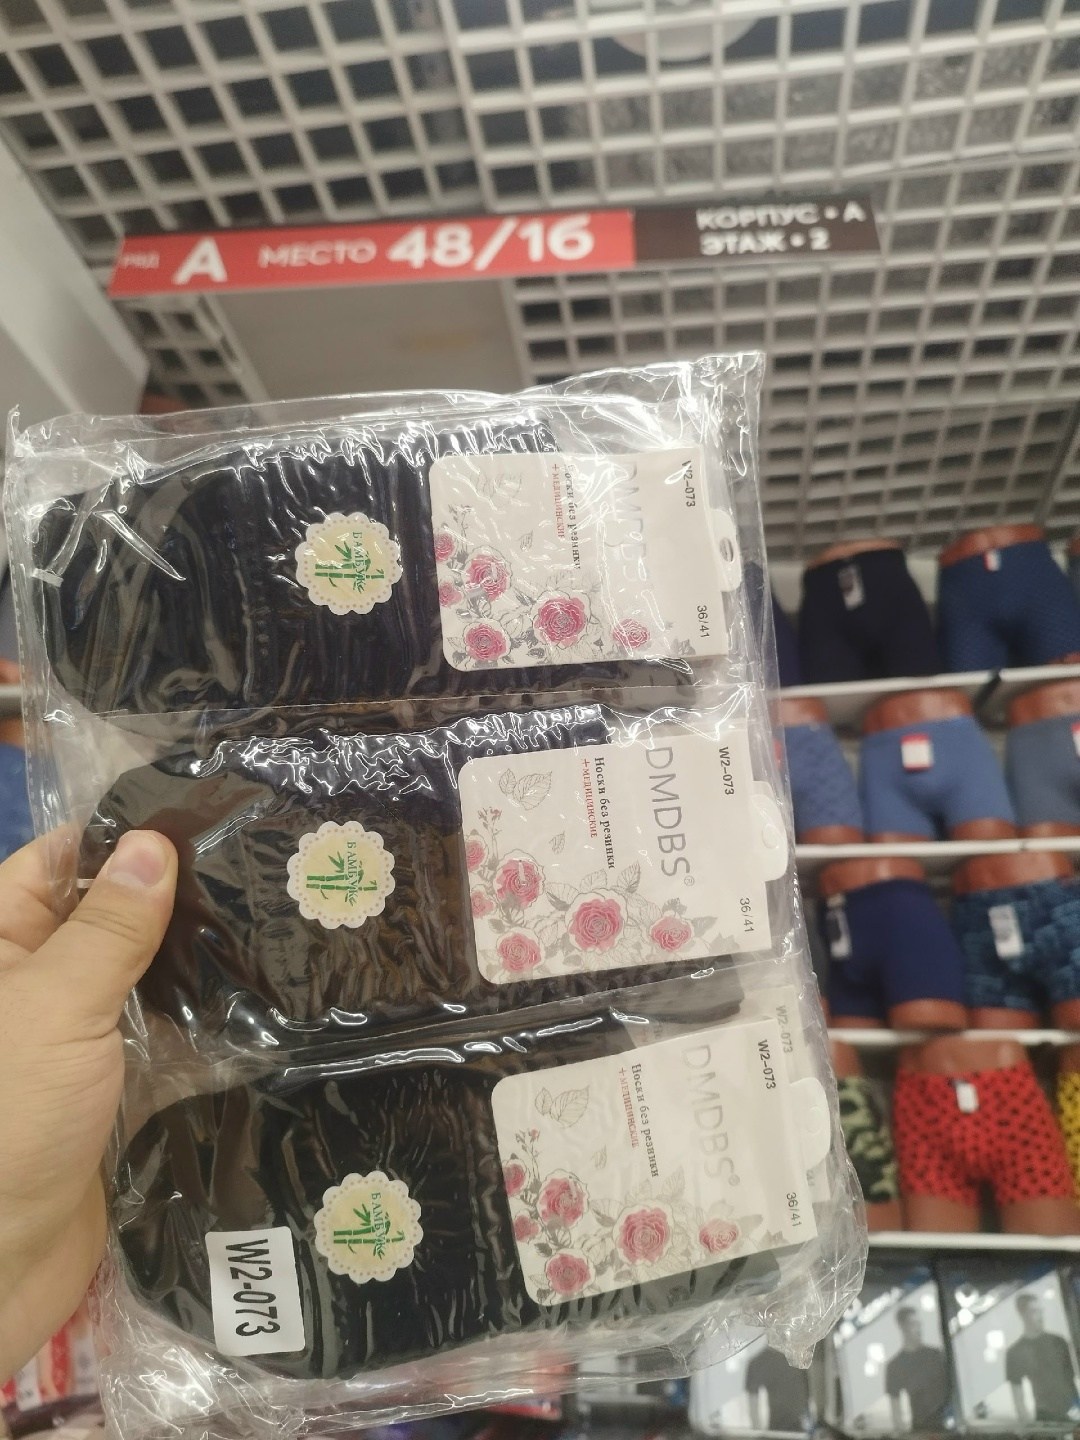 РЯД А МЕСТО 48/16
КОРПУС • А
ЭТАЖ • 2
БАМБУК
Носки без резинки
+МЕДИЦИНСКИЕ
DMDBS
W2-073
36/41
БАМБУК
Носки без резинки
+МЕДИЦИНСКИЕ
DMDBS®
W2-073
36/41
БАМБУК
Носки без резинки
+МЕДИЦИНСКИЕ
DMDBS®
W2-073
W2-073
36/41
W2-073